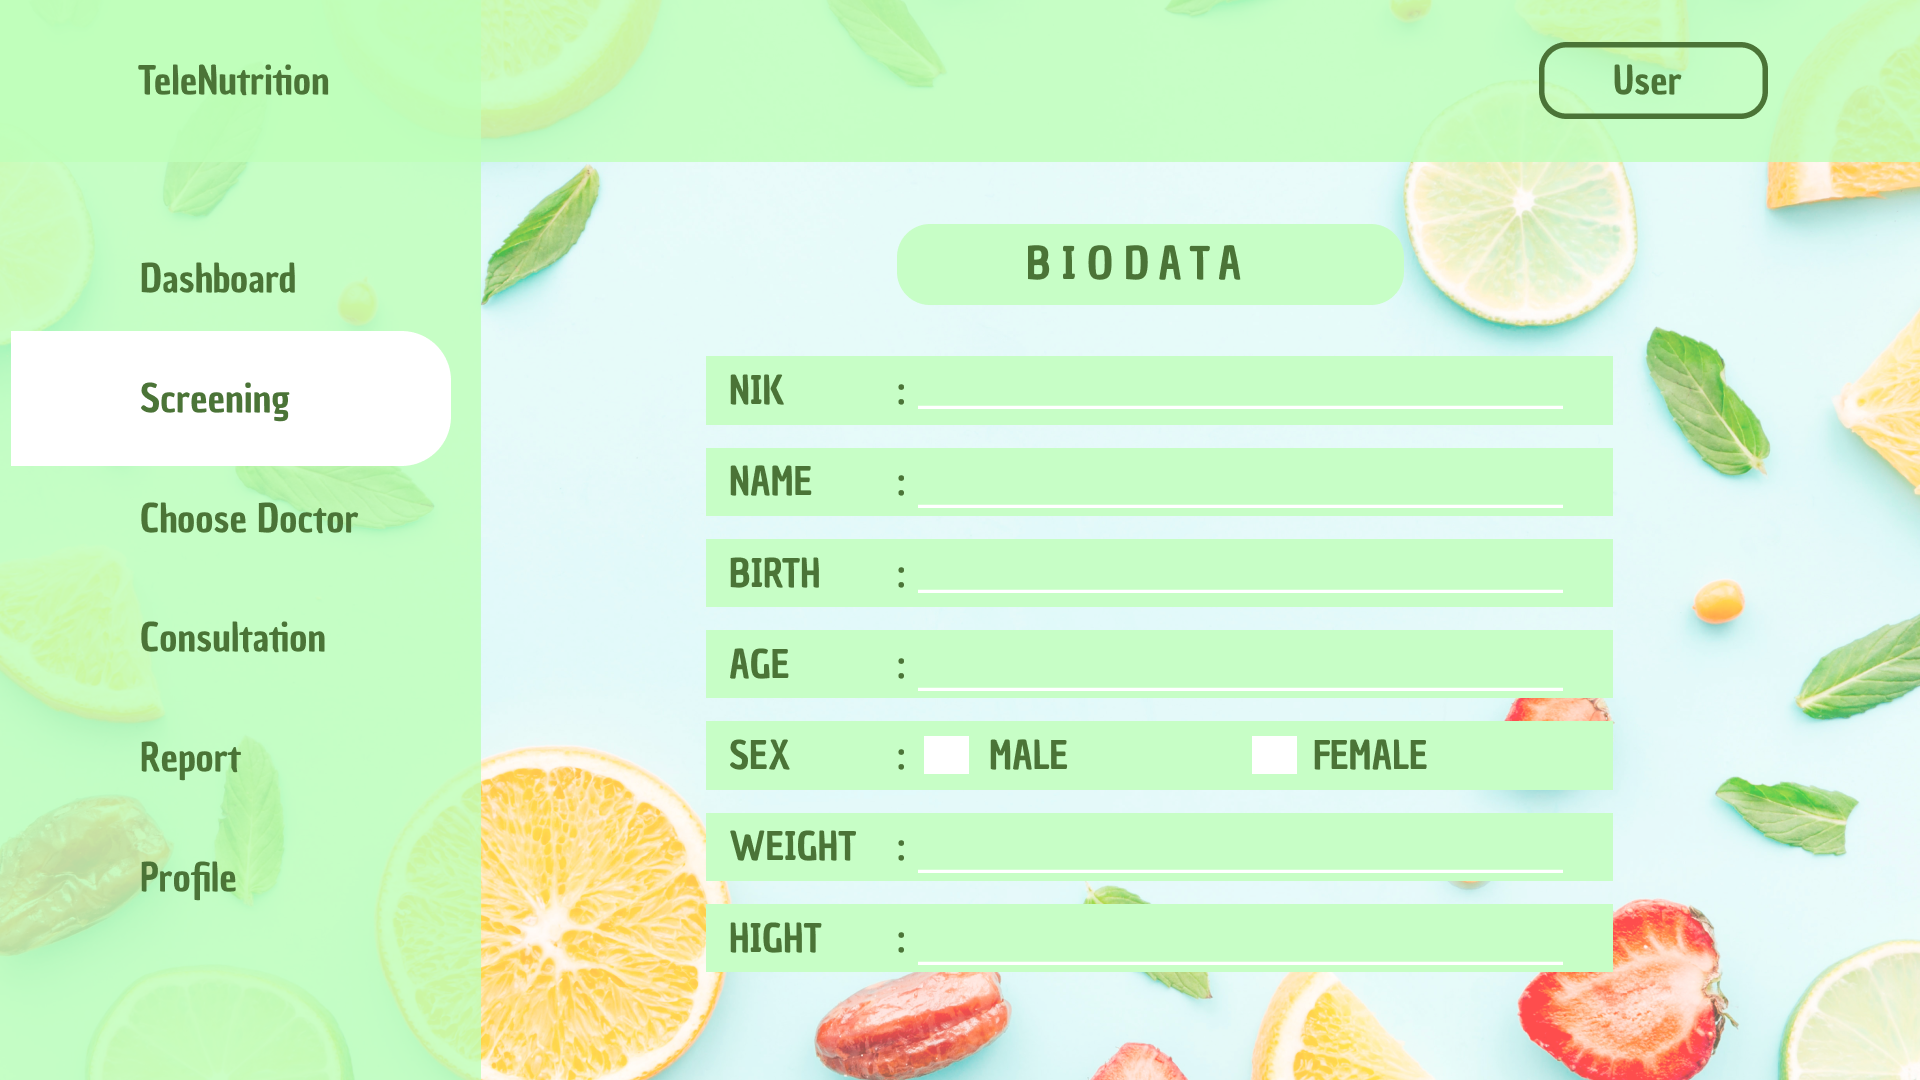 TeleNutrition
User
Dashboard
Screening
Choose Doctor
Consultation
Report
Profile
BIODATA
NIK :
NAME :
BIRTH :
AGE :
SEX : MALE FEMALE
WEIGHT :
HIGHT :